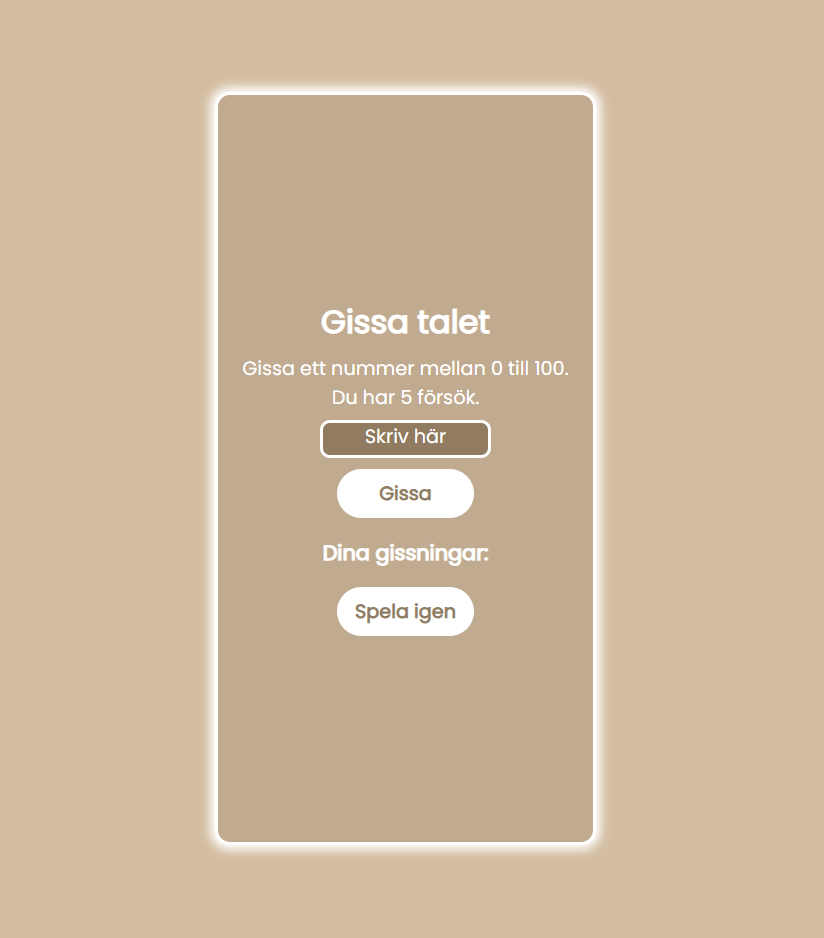 Gissa talet
Gissa ett nummer mellan 0 till 100.
Du har 5 försök.
Skriv här
Gissa
Dina gissningar:
Spela igen